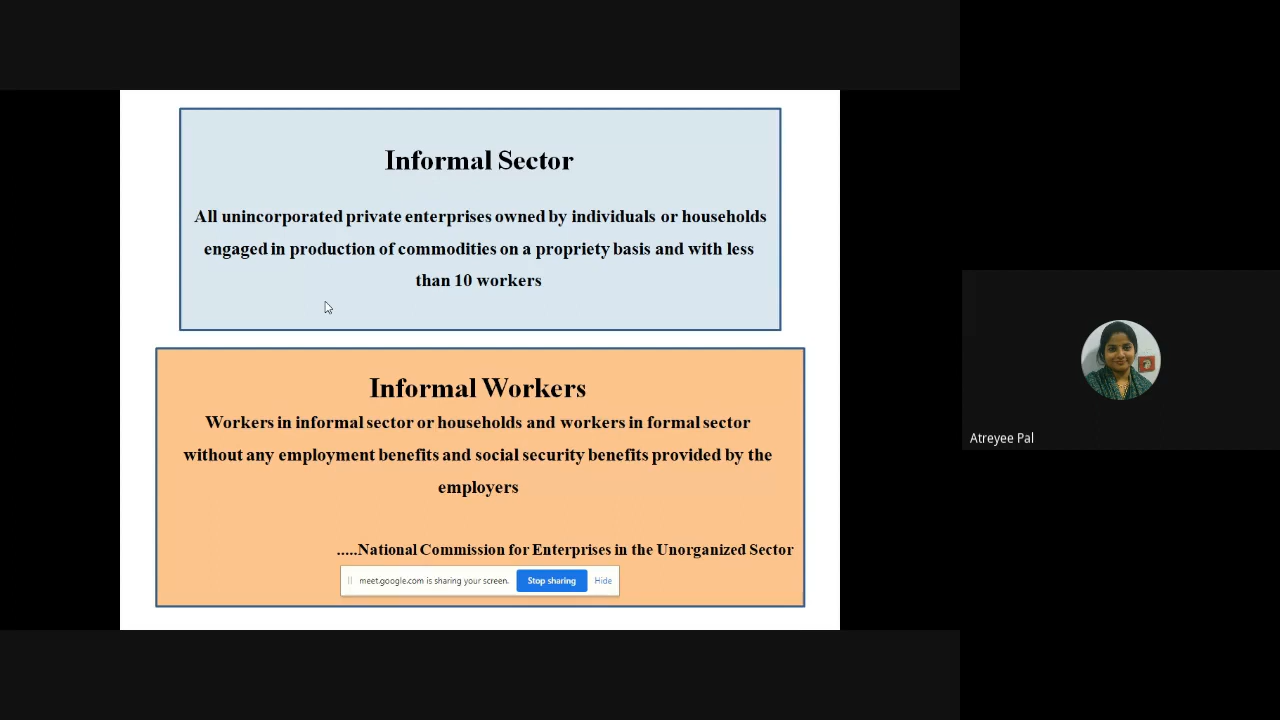 Informal Sector
All unincorporated private enterprises owned by individuals or households
engaged in production of commodities on a propriety basis and with less
than 10 workers
Informal Workers
Workers in informal sector or households and workers in formal sector
without any employment benefits and social security benefits provided by the
employers
.....National Commission for Enterprises in the Unorganized Sector
meet.google.com is sharing your screen. Stop sharing Hide
Atreyee Pal